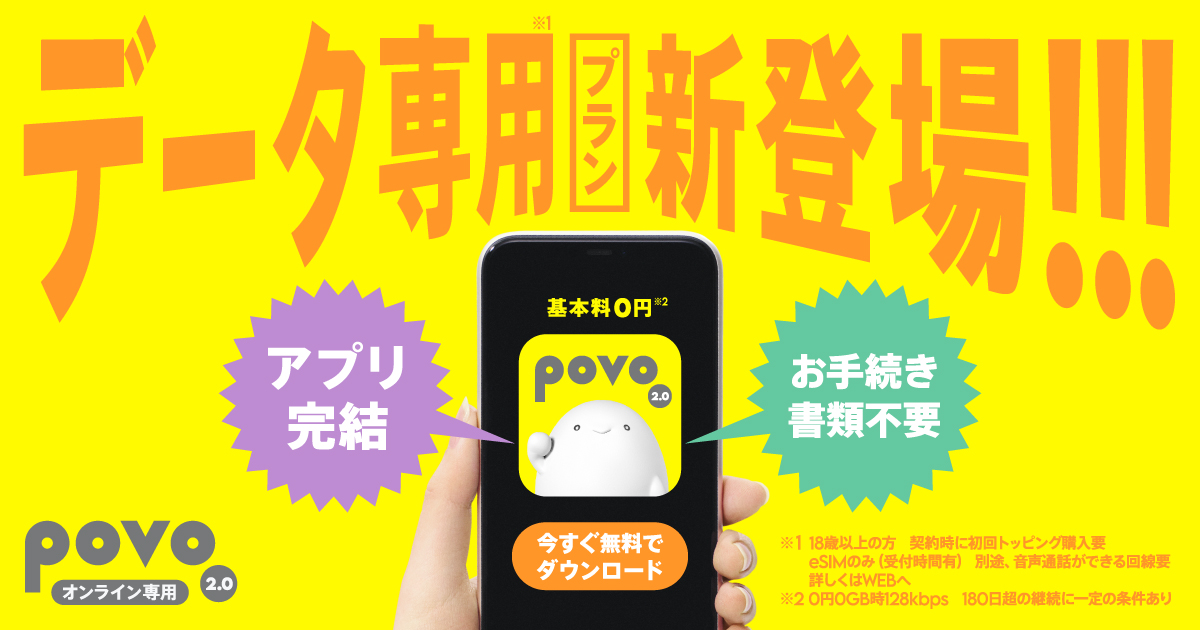 データ専用※1プラン新登場!!!
基本料0円※2
povo
2.0
アプリ
完結
お手続き
書類不要
今すぐ無料で
ダウンロード
povo
2.0
オンライン専用
※1 18歳以上の方 契約時に初回トッピング購入要
eSIMのみ(受付時間有) 別途、音声通話ができる回線要
詳しくはWEBへ
※2 0円0GB時128kbps 180日超の継続に一定の条件あり